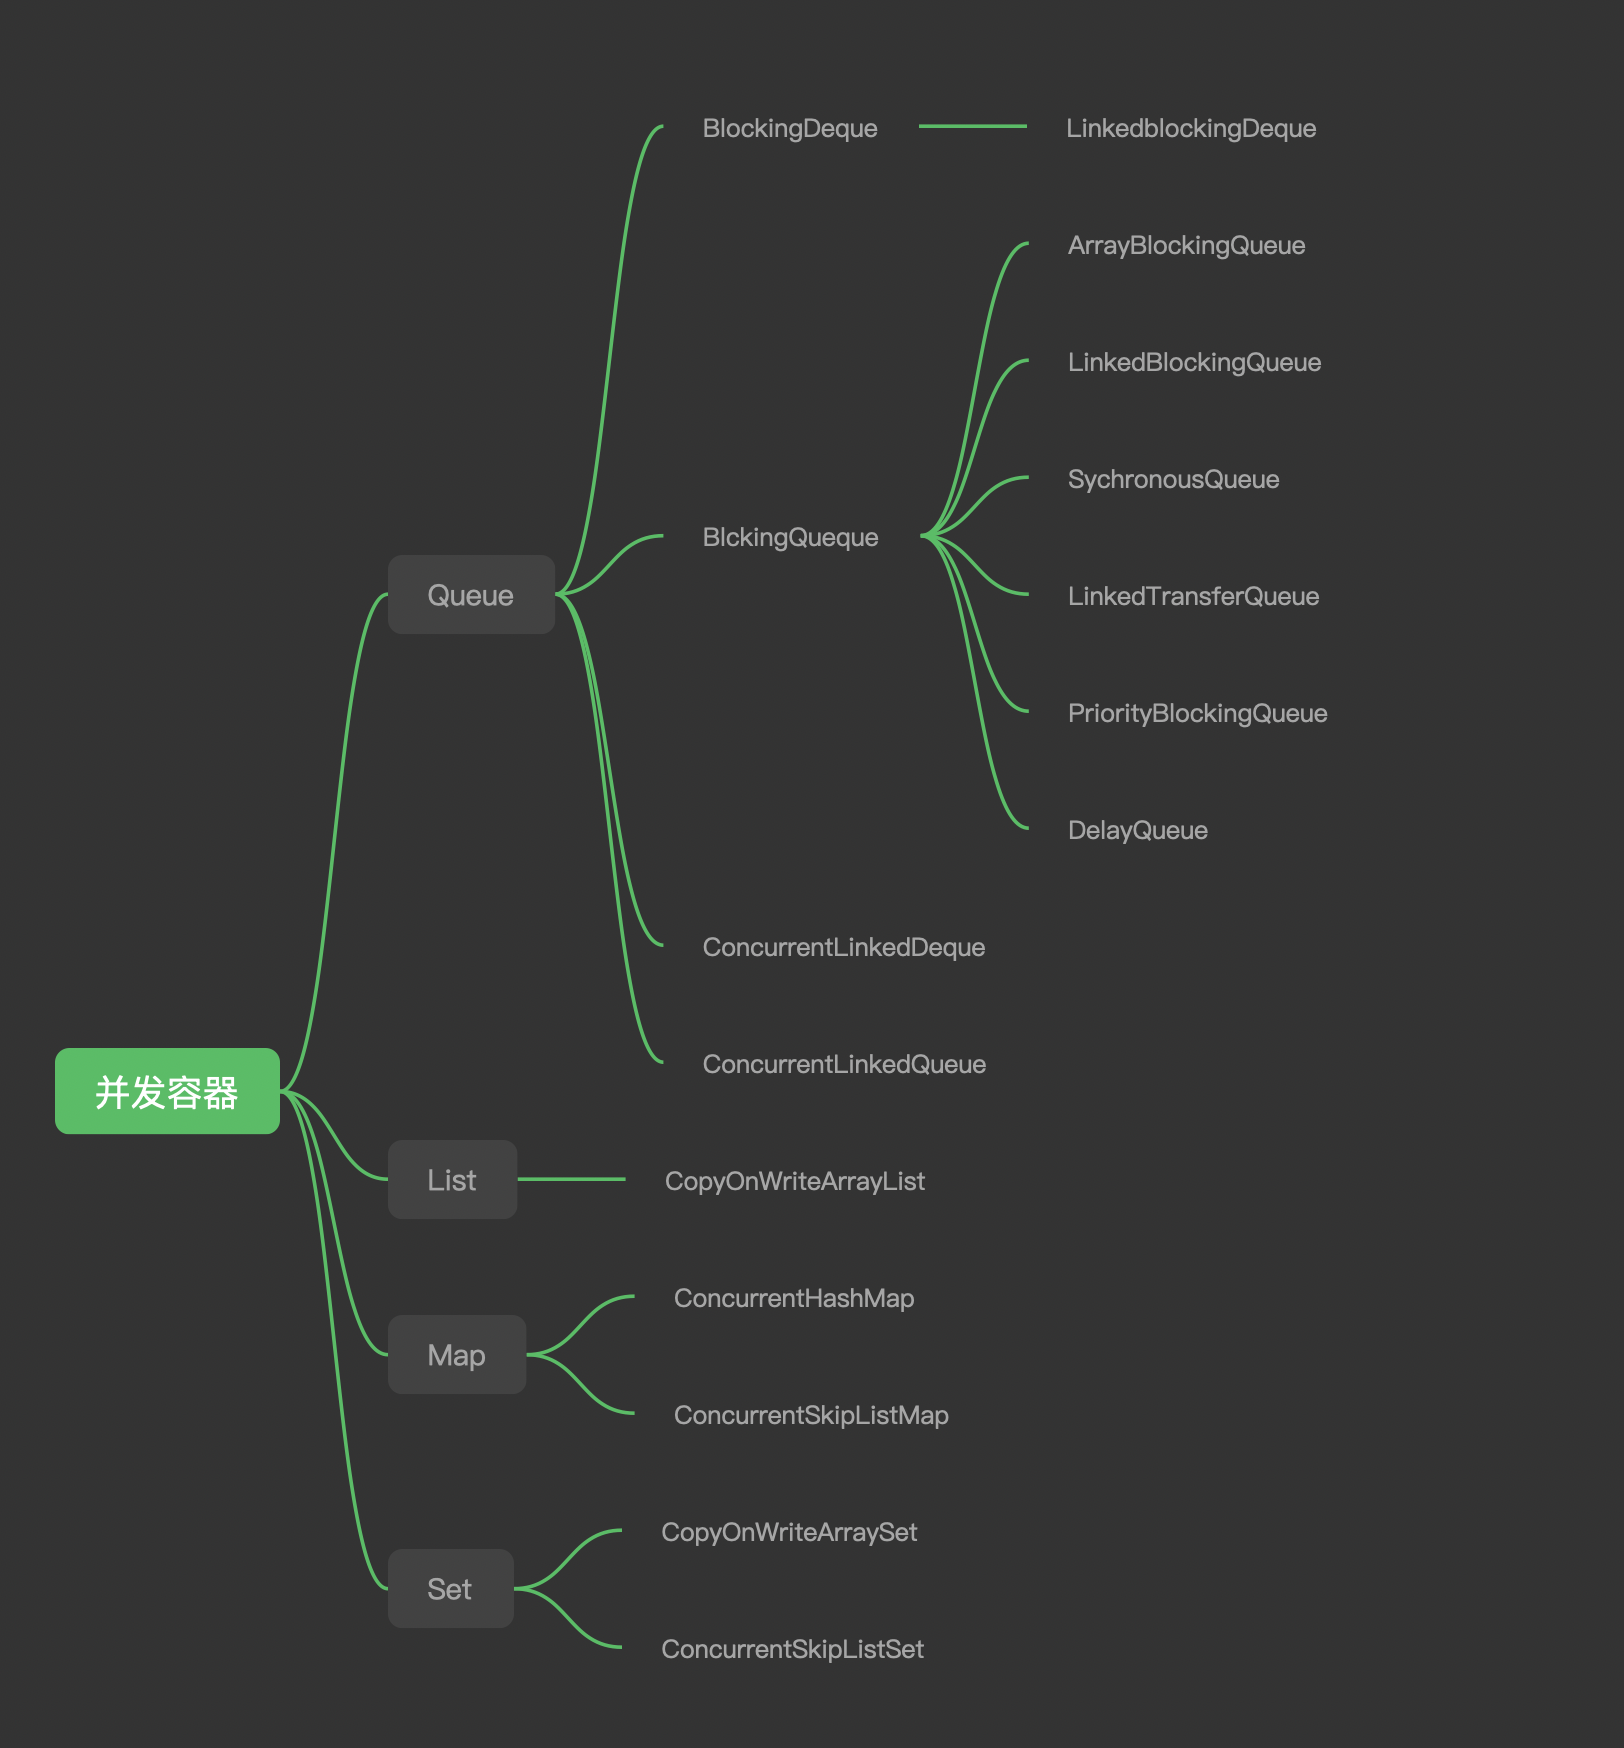 并发容器
Queue
BlockingDeque
LinkedblockingDeque
BlckingQueque
ArrayBlockingQueue
LinkedBlockingQueue
SychronousQueue
LinkedTransferQueue
PriorityBlockingQueue
DelayQueue
ConcurrentLinkedDeque
ConcurrentLinkedQueue
List
CopyOnWriteArrayList
Map
ConcurrentHashMap
ConcurrentSkipListMap
Set
CopyOnWriteArraySet
ConcurrentSkipListSet